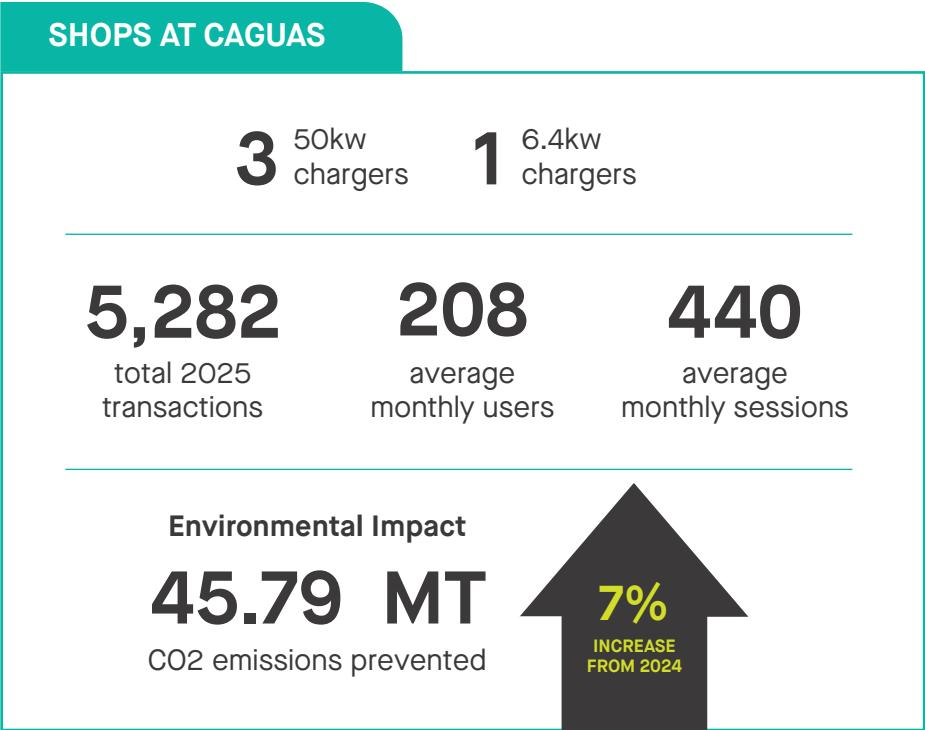 SHOPS AT CAGUAS
3 50kw chargers
1 6.4kw chargers
5,282
total 2025
transactions
208
average
monthly users
440
average
monthly sessions
Environmental Impact
45.79 MT
CO2 emissions prevented
7%
INCREASE
FROM 2024